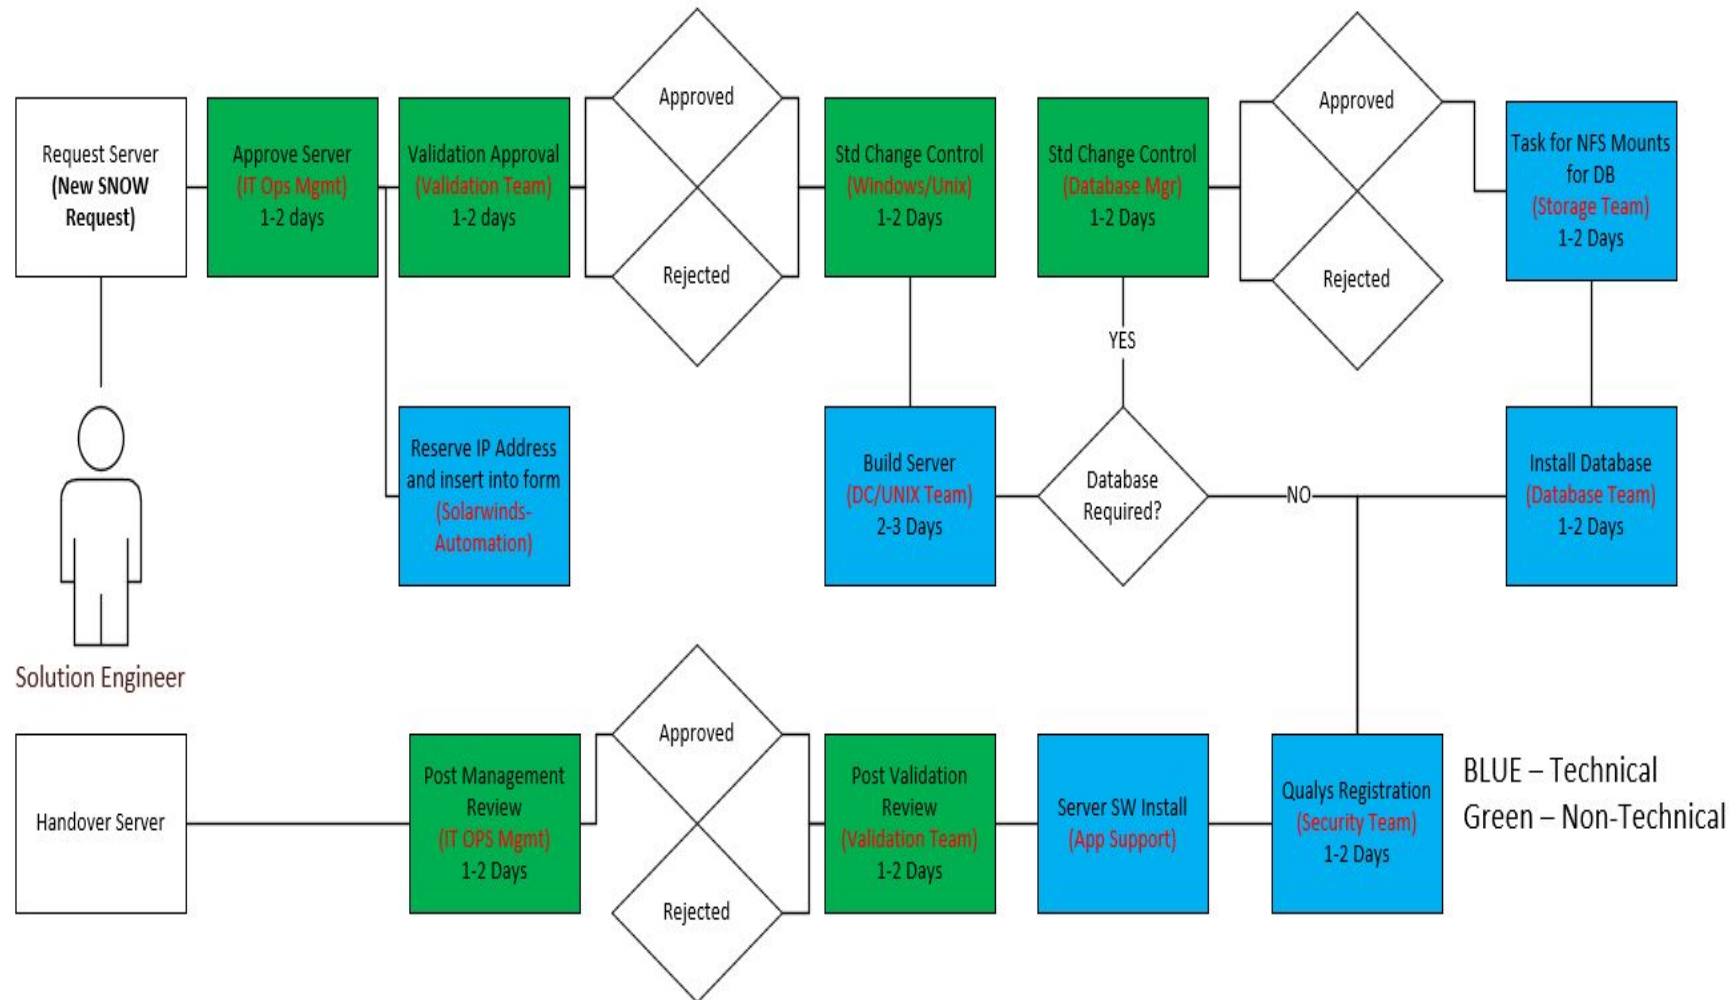 Request Server
(New SNOW
Request)
Approve Server
(IT Ops Mgmt)
1-2 days
Validation Approval
(Validation Team)
1-2 days
Approved
Rejected
Std Change Control
(Windows/Unix)
1-2 Days
Std Change Control
(Database Mgr)
1-2 Days
Approved
Rejected
Task for NFS Mounts
for DB
(Storage Team)
1-2 Days
YES
Reserve IP Address
and insert into form
(Solarwinds-
Automation)
Build Server
(DC/UNIX Team)
2-3 Days
Database
Required?
NO
Install Database
(Database Team)
1-2 Days
Solution Engineer
Handover Server
Post Management
Review
(IT OPS Mgmt)
1-2 Days
Approved
Rejected
Post Validation
Review
(Validation Team)
1-2 Days
Server SW Install
(App Support)
Qualys Registration
(Security Team)
1-2 Days
BLUE – Technical
Green – Non-Technical